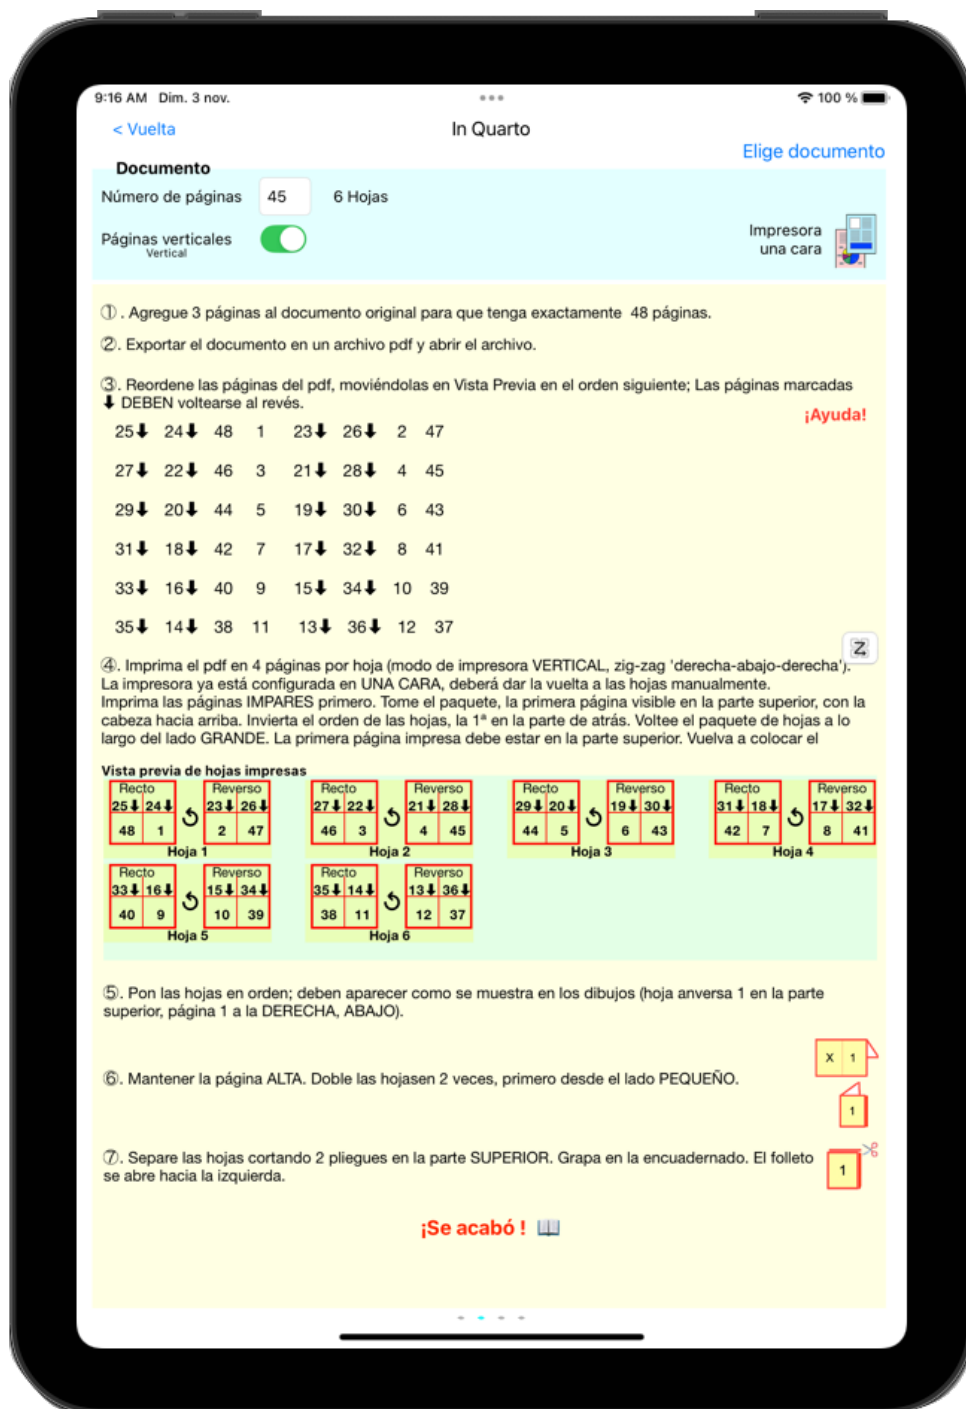 9:16 AM Dim. 3 nov.
100 %
< Vuelta
In Quarto
Elige documento
Documento
Número de páginas 45 6 Hojas
Páginas verticales
Vertical
Impresora
una cara
①. Agregue 3 páginas al documento original para que tenga exactamente 48 páginas.
②. Exportar el documento en un archivo pdf y abrir el archivo.
③. Reordene las páginas del pdf, moviéndolas en Vista Previa en el orden siguiente; Las páginas marcadas
⬇ DEBEN voltearse al revés.
¡Ayuda!
25⬇ 24⬇ 48 1 23⬇ 26⬇ 2 47
27⬇ 22⬇ 46 3 21⬇ 28⬇ 4 45
29⬇ 20⬇ 44 5 19⬇ 30⬇ 6 43
31⬇ 18⬇ 42 7 17⬇ 32⬇ 8 41
33⬇ 16⬇ 40 9 15⬇ 34⬇ 10 39
35⬇ 14⬇ 38 11 13⬇ 36⬇ 12 37
④. Imprima el pdf en 4 páginas por hoja (modo de impresora VERTICAL, zig-zag 'derecha-abajo-derecha').
La impresora ya está configurada en UNA CARA, deberá dar la vuelta a las hojas manualmente.
Imprima las páginas IMPARES primero. Tome el paquete, la primera página visible en la parte superior, con la
cabeza hacia arriba. Invierta el orden de las hojas, la 1ª en la parte de atrás. Voltee el paquete de hojas a lo
largo del lado GRANDE. La primera página impresa debe estar en la parte superior. Vuelva a colocar el
Vista previa de hojas impresas
Recto Reverso Recto Reverso Recto Reverso Recto Reverso
25⬇ 24⬇ 23⬇ 26⬇ 27⬇ 22⬇ 21⬇ 28⬇ 29⬇ 20⬇ 19⬇ 30⬇ 31⬇ 18⬇ 17⬇ 32⬇
48 1 2 47 46 3 4 45 44 5 6 43 42 7 8 41
Hoja 1 Hoja 2 Hoja 3 Hoja 4
Recto Reverso Recto Reverso
33⬇ 16⬇ 15⬇ 34⬇ 35⬇ 14⬇ 13⬇ 36⬇
40 9 10 39 38 11 12 37
Hoja 5 Hoja 6
⑤. Pon las hojas en orden; deben aparecer como se muestra en los dibujos (hoja anversa 1 en la parte
superior, página 1 a la DERECHA, ABAJO).
X 1
⑥. Mantener la página ALTA. Doble las hojasen 2 veces, primero desde el lado PEQUEÑO.
1
⑦. Separe las hojas cortando 2 pliegues en la parte SUPERIOR. Grapa en la encuadernado. El folleto
se abre hacia la izquierda.
1
¡Se acabó !